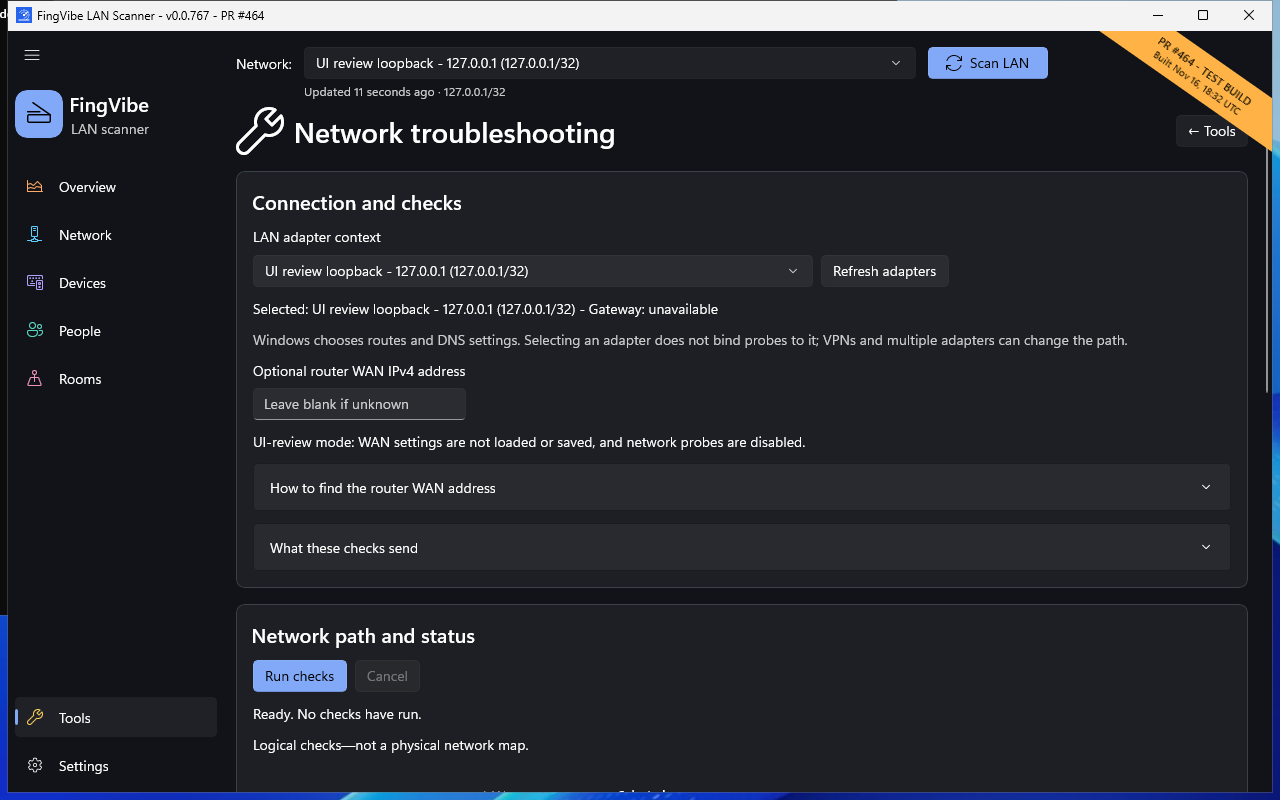 FingVibe LAN Scanner - v0.0.767 - PR #464
Network:
UI review loopback - 127.0.0.1 (127.0.0.1/32)
Scan LAN
Updated 11 seconds ago · 127.0.0.1/32
PR #464 - TEST BUILD
Built Nov 16, 18:32 UTC
FingVibe
LAN scanner
Overview
Network
Devices
People
Rooms
Tools
Settings
Network troubleshooting
← Tools
Connection and checks
LAN adapter context
UI review loopback - 127.0.0.1 (127.0.0.1/32)
Refresh adapters
Selected: UI review loopback - 127.0.0.1 (127.0.0.1/32) - Gateway: unavailable
Windows chooses routes and DNS settings. Selecting an adapter does not bind probes to it; VPNs and multiple adapters can change the path.
Optional router WAN IPv4 address
Leave blank if unknown
UI-review mode: WAN settings are not loaded or saved, and network probes are disabled.
How to find the router WAN address
What these checks send
Network path and status
Run checks
Cancel
Ready. No checks have run.
Logical checks—not a physical network map.